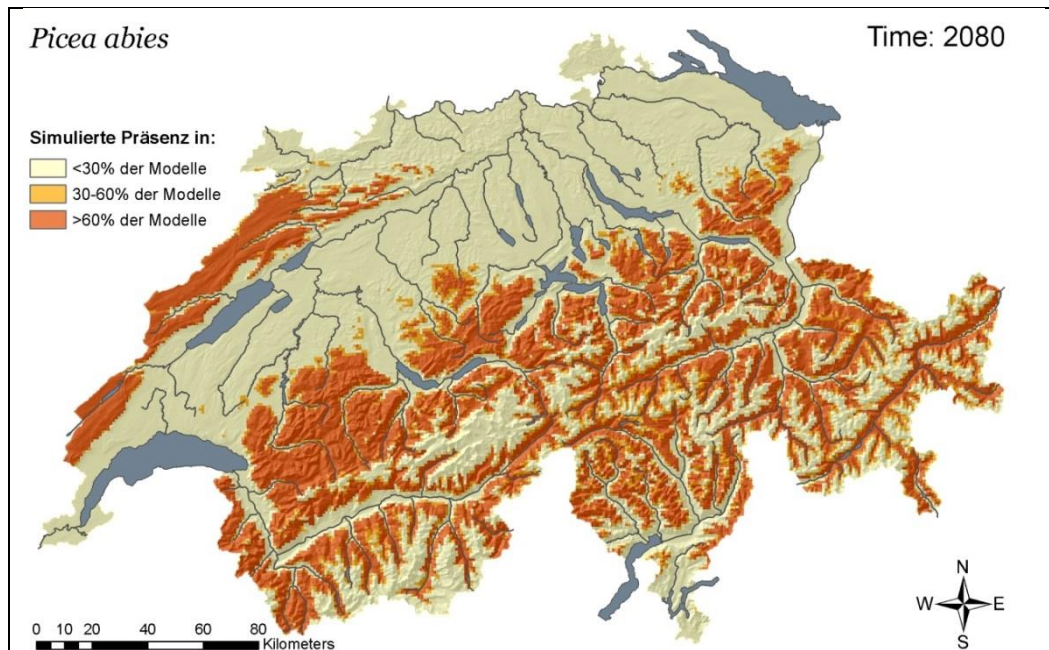 Picea abies
Time: 2080
Simulierte Präsenz in:
<30% der Modelle
30-60% der Modelle
>60% der Modelle
N
W E
S
0 10 20 40 60 80
Kilometers